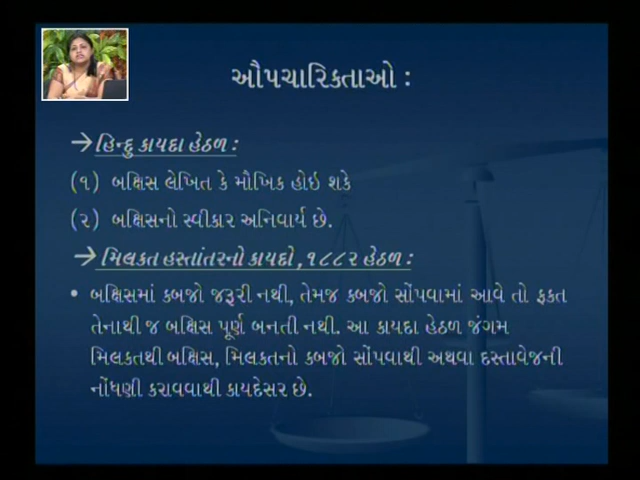 ઔપચારિકતાઓ :
→ હિન્દુ કાયદા હેઠળ :
(૧) બક્ષિસ લેખિત કે મૌખિક હોઇ શકે
(૨) બક્ષિસનો સ્વીકાર અનિવાર્ય છે.
→ મિલકત હસ્તાંતરનો કાયદો ,૧૮૮૨ હેઠળ :
• બક્ષિસમાં કબજો જરૂરી નથી, તેમજ કબજો સોંપવામાં આવે તો ફકત
તેનાથી જ બક્ષિસ પૂર્ણ બનતી નથી. આ કાયદા હેઠળ જંગમ
મિલકતથી બક્ષિસ, મિલકતનો કબજો સોંપવાથી અથવા દસ્તાવેજની
નોંધણી કરાવવાથી કાયદેસર છે.